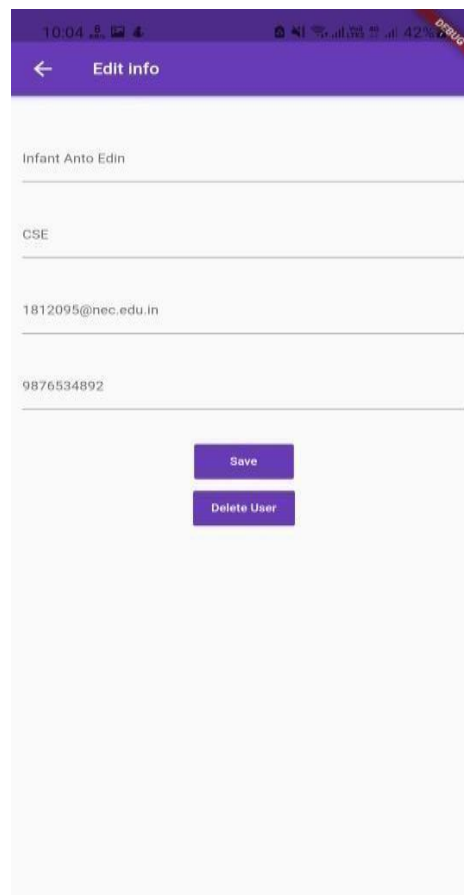 10:04 42%
DEBUG
Edit info
Infant Anto Edin
CSE
1812095@nec.edu.in
9876534892
Save
Delete User